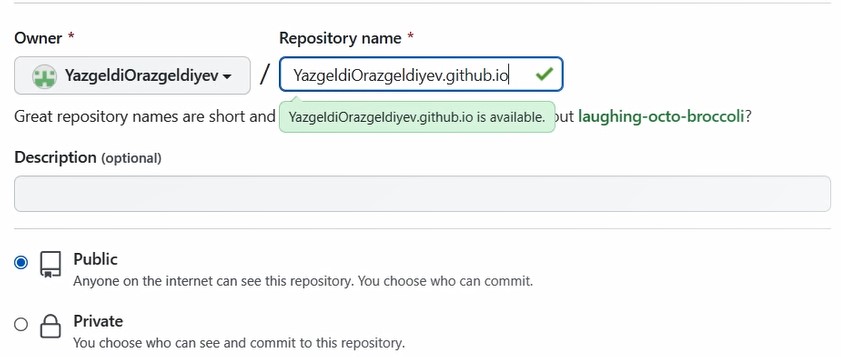 Owner * Repository name *
YazgeldiOrazgeldiyev / YazgeldiOrazgeldiyev.github.io
Great repository names are short and YazgeldiOrazgeldiyev.github.io is available. out laughing-octo-broccoli?
Description (optional)
Public
Anyone on the internet can see this repository. You choose who can commit.
Private
You choose who can see and commit to this repository.